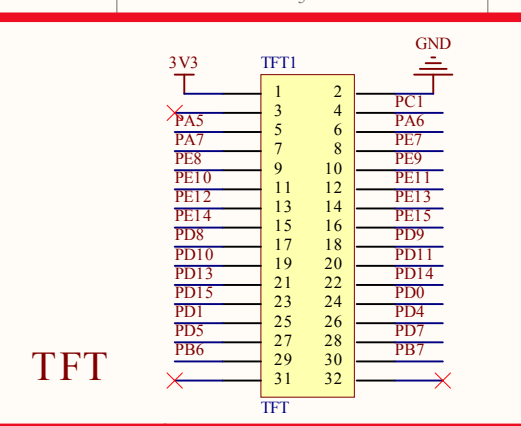 GND
3V3 TFT1
1 2
3 4 PC1
PA5 5 6 PA6
PA7 7 8 PE7
PE8 9 10 PE9
PE10 11 12 PE11
PE12 13 14 PE13
PE14 15 16 PE15
PD8 17 18 PD9
PD10 19 20 PD11
PD13 21 22 PD14
PD15 23 24 PD0
PD1 25 26 PD4
PD5 27 28 PD7
PB6 29 30 PB7
31 32
TFT
TFT